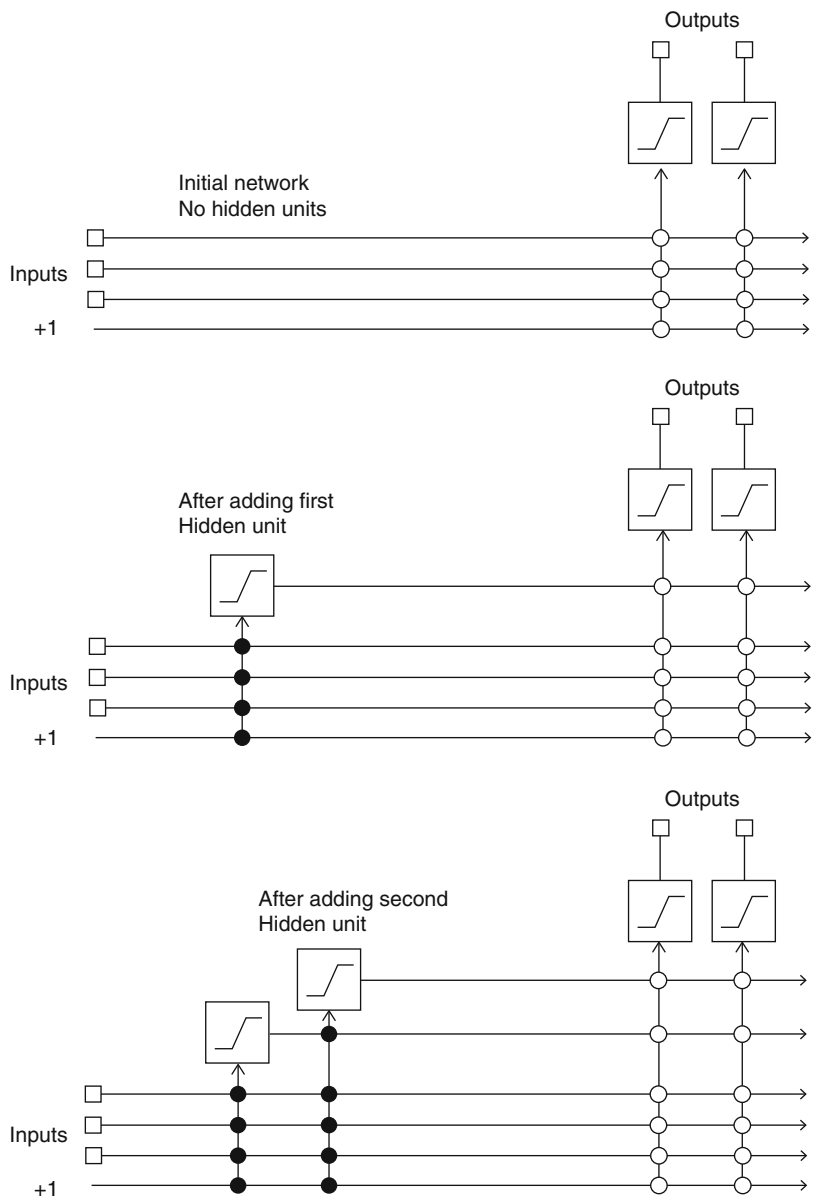 Outputs
Initial network
No hidden units
Inputs
+1
Outputs
After adding first
Hidden unit
Inputs
+1
Outputs
After adding second
Hidden unit
Inputs
+1